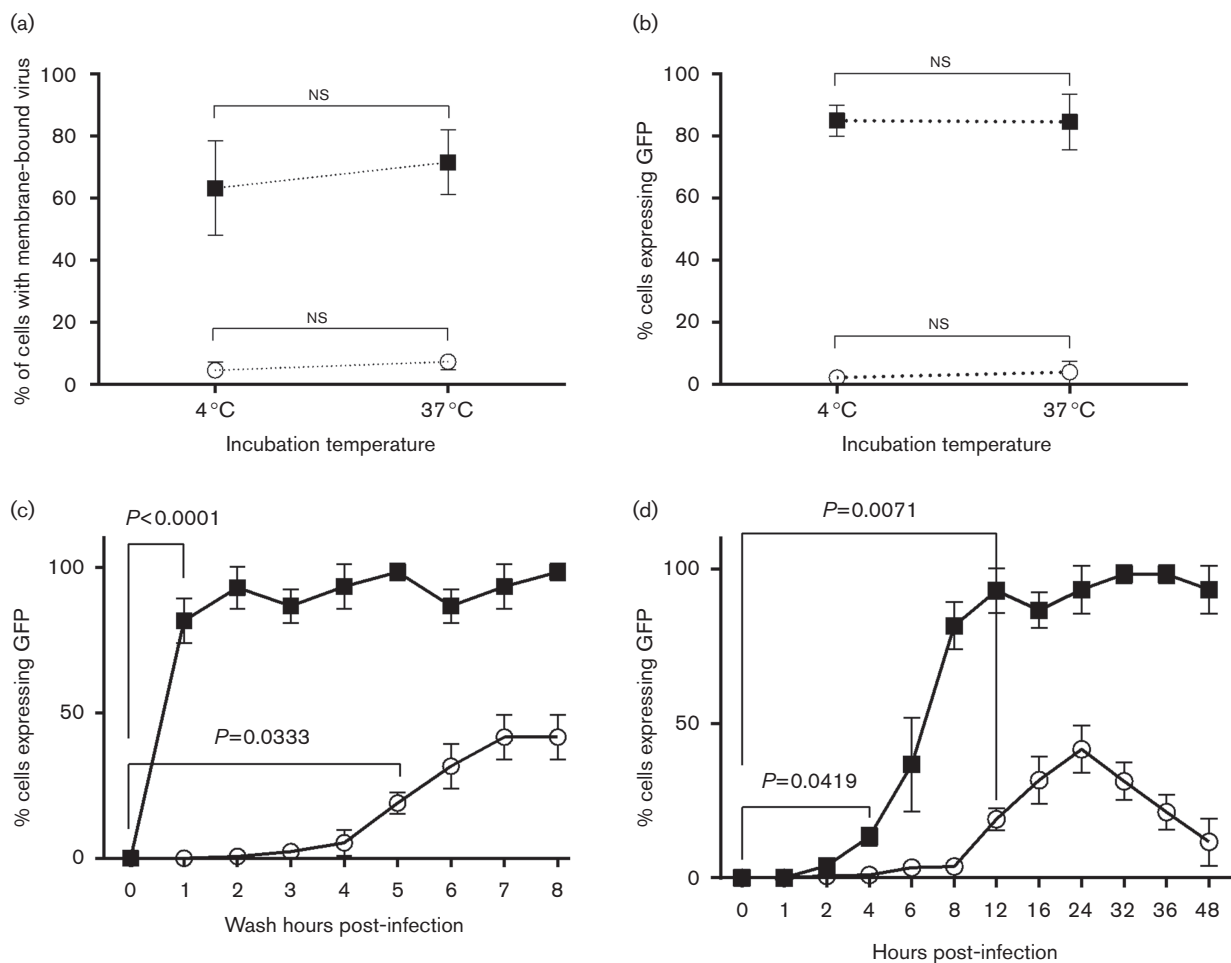 (a)
% of cells with membrane-bound virus
100
80
60
40
20
0
NS
NS
4°C
37°C
Incubation temperature
(b)
% cells expressing GFP
100
80
60
40
20
0
NS
NS
4°C
37°C
Incubation temperature
(c)
P<0.0001
% cells expressing GFP
100
50
0
P=0.0333
0 1 2 3 4 5 6 7 8
Wash hours post-infection
(d)
P=0.0071
% cells expressing GFP
100
50
0
P=0.0419
0 1 2 4 6 8 12 16 24 32 36 48
Hours post-infection